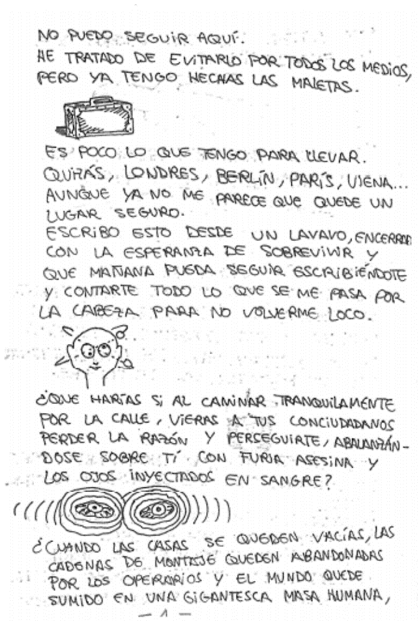 NO PUEDO SEGUIR AQUÍ.
HE TRATADO DE EVITARLO POR TODOS LOS MEDIOS,
PERO YA TENGO HECHAS LAS MALETAS.
ES POCO LO QUE TENGO PARA LLEVAR.
QUIZÁS, LONDRES, BERLÍN, PARÍS, VIENA...
AUNQUE YA NO ME PARECE QUE QUEDE UN
LUGAR SEGURO.
ESCRIBO ESTO DESDE UN LAVAVO, ENCERRADO
CON LA ESPERANZA DE SOBREVIVIR Y
QUE MAÑANA PUEDA SEGUIR ESCRIBIÉNDOTE
Y CONTARTE TODO LO QUE SE ME PASA POR
LA CABEZA PARA NO VOLVERME LOCO.
¿QUE HARÍAS SI AL CAMINAR TRANQUILAMENTE
POR LA CALLE, VIERAS A TUS CONCIUDADANOS
PERDER LA RAZÓN Y PERSEGUIRTE, ABALANZÁN-
DOSE SOBRE TÍ CON FURIA ASESINA Y
LOS OJOS INYECTADOS EN SANGRE?
¿CUANDO LAS CASAS SE QUEDEN VACÍAS, LAS
CADENAS DE MONTAJE QUEDEN ABANDONADAS
POR LOS OPERARIOS Y EL MUNDO QUEDE
SUMIDO EN UNA GIGANTESCA MASA HUMANA,
- 1 -